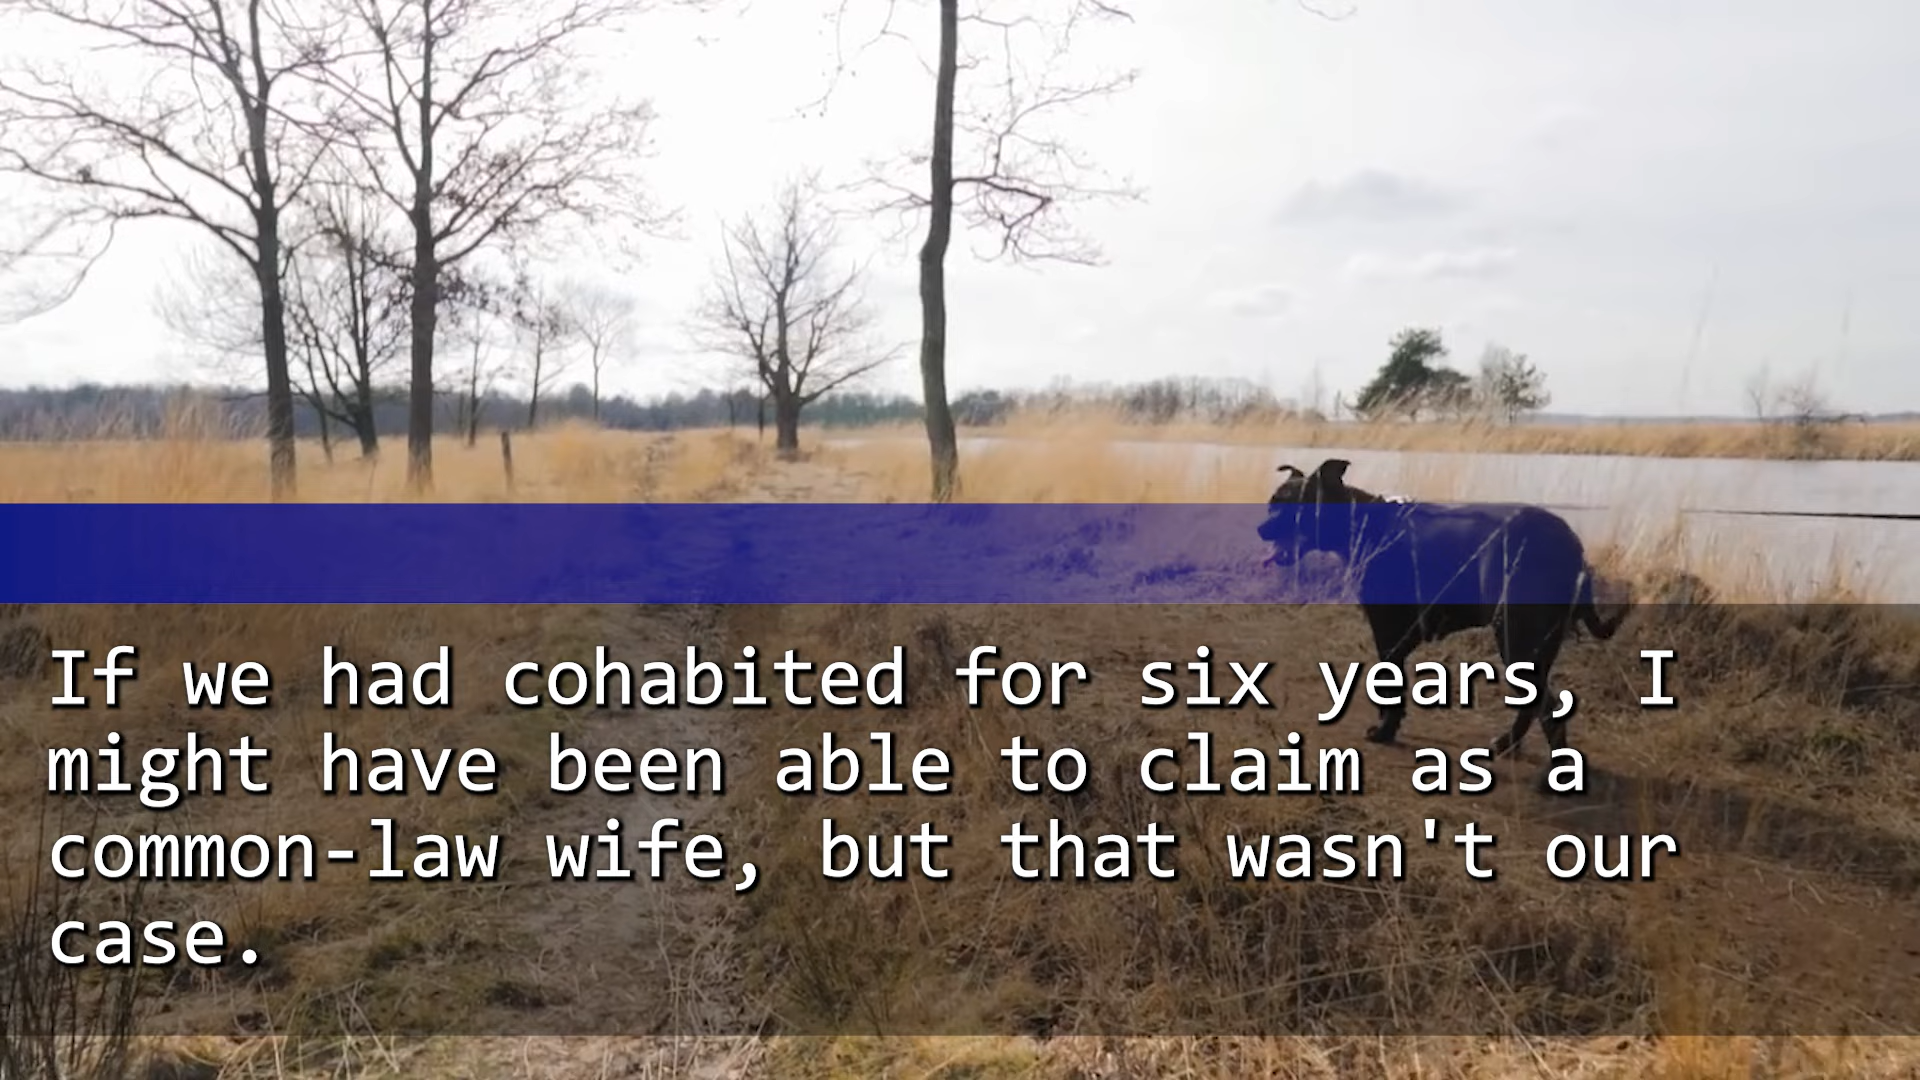 If we had cohabited for six years, I
might have been able to claim as a
common-law wife, but that wasn't our
case.